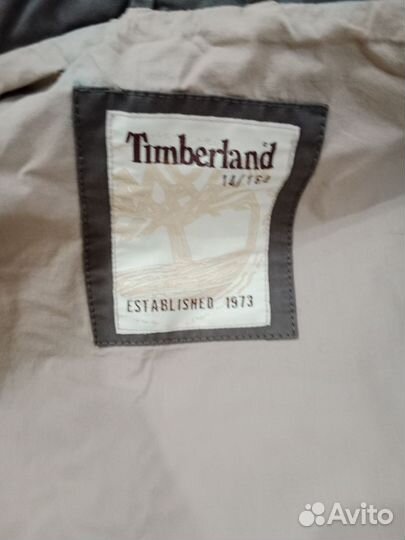 Timberland
14/164
ESTABLISHED 1973
Avito